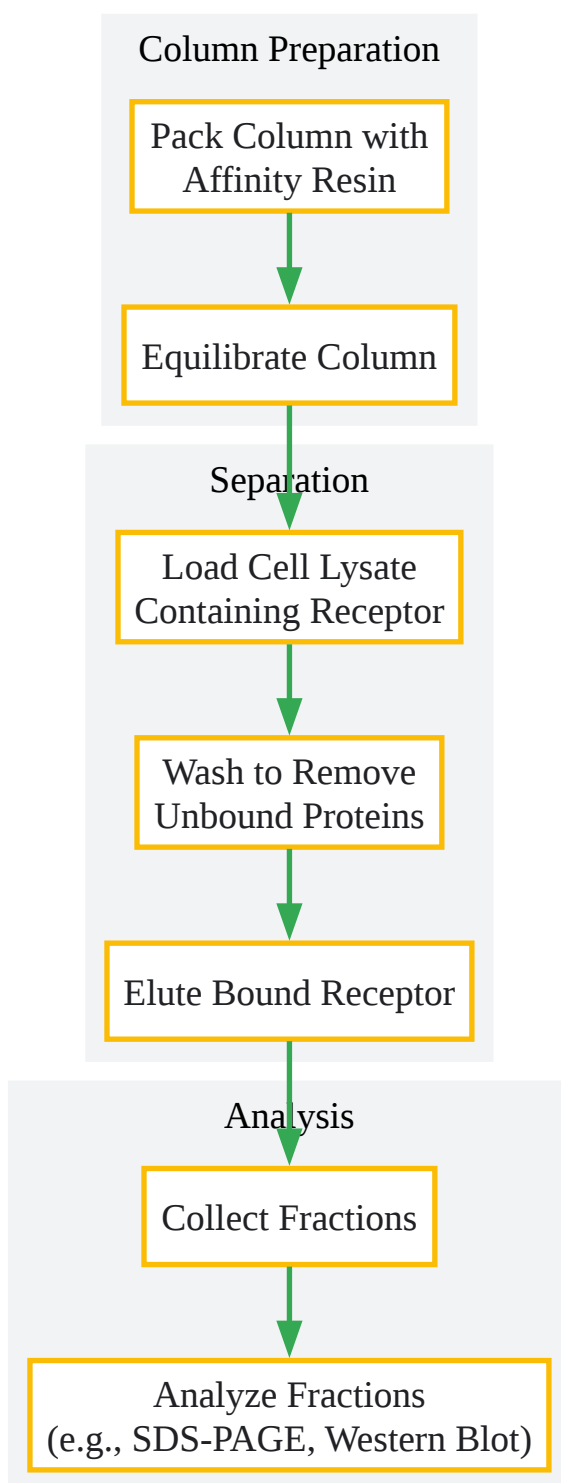 Column Preparation
Pack Column with
Affinity Resin
Equilibrate Column
Separation
Load Cell Lysate
Containing Receptor
Wash to Remove
Unbound Proteins
Elute Bound Receptor
Analysis
Collect Fractions
Analyze Fractions
(e.g., SDS-PAGE, Western Blot)